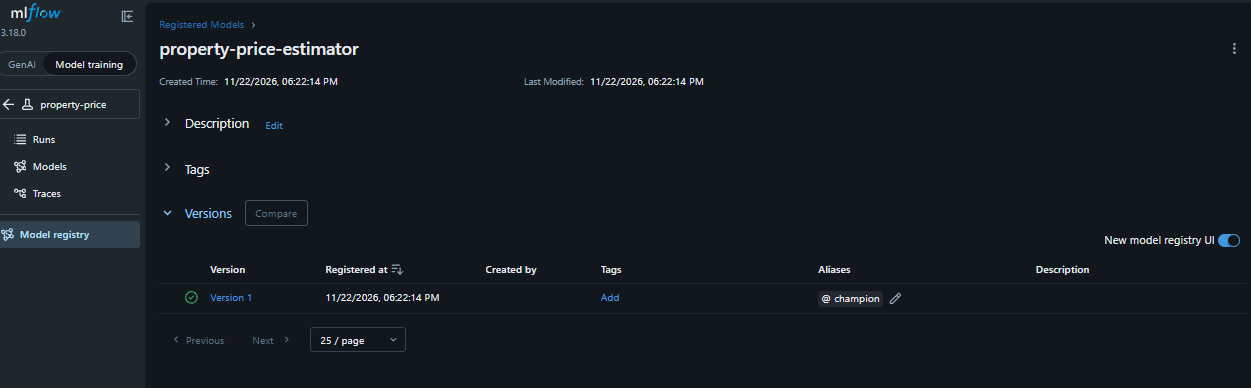 mlflow
3.18.0
GenAI Model training
property-price
Runs
Models
Traces
Model registry
Registered Models
property-price-estimator
Created Time: 11/22/2026, 06:22:14 PM Last Modified: 11/22/2026, 06:22:14 PM
Description Edit
Tags
Versions Compare
New model registry UI
Version Registered at Created by Tags Aliases Description
Version 1 11/22/2026, 06:22:14 PM Add @ champion
Previous Next 25 / page